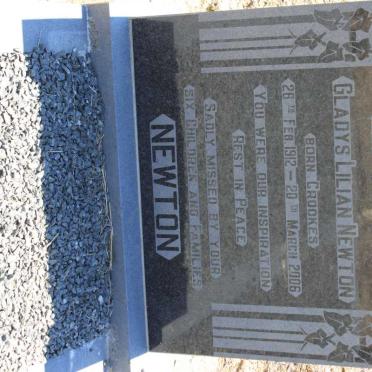 GLADYS LILIAN NEWTON
BORN CROOKES
26TH FEB 1912 – 20TH MARCH 2006
YOU WERE OUR INSPIRATION
REST IN PEACE
SADLY MISSED BY YOUR
SIX CHILDREN AND FAMILIES
NEWTON